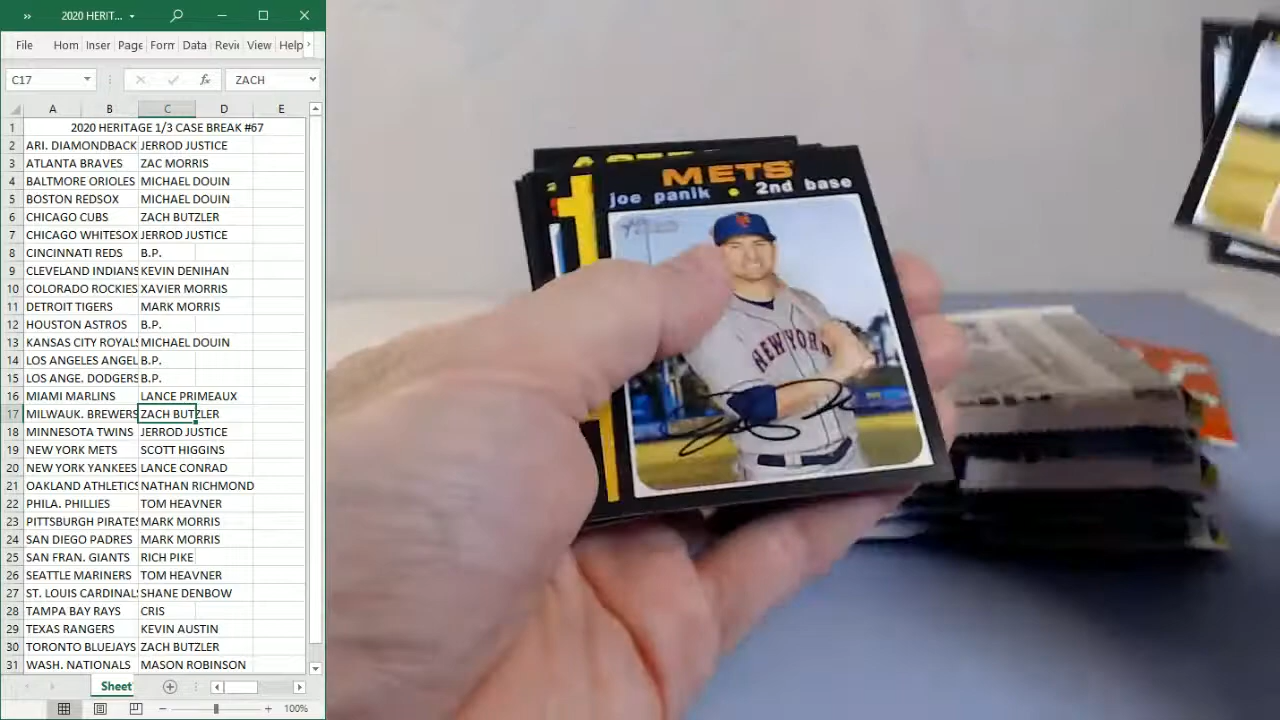 2020 HERIT...
File Hom Inser Page Forn Data Revie View Help
C17 fx ZACH
A B C D E
1 2020 HERITAGE 1/3 CASE BREAK #67
2 ARI. DIAMONDBACK JERROD JUSTICE
3 ATLANTA BRAVES ZAC MORRIS
4 BALTMORE ORIOLES MICHAEL DOUIN
5 BOSTON REDSOX MICHAEL DOUIN
6 CHICAGO CUBS ZACH BUTZLER
7 CHICAGO WHITESOX JERROD JUSTICE
8 CINCINNATI REDS B.P.
9 CLEVELAND INDIANS KEVIN DENIHAN
10 COLORADO ROCKIES XAVIER MORRIS
11 DETROIT TIGERS MARK MORRIS
12 HOUSTON ASTROS B.P.
13 KANSAS CITY ROYALS MICHAEL DOUIN
14 LOS ANGELES ANGEL B.P.
15 LOS ANGE. DODGERS B.P.
16 MIAMI MARLINS LANCE PRIMEAUX
17 MILWAUK. BREWERS ZACH BUTZLER
18 MINNESOTA TWINS JERROD JUSTICE
19 NEW YORK METS SCOTT HIGGINS
20 NEW YORK YANKEES LANCE CONRAD
21 OAKLAND ATHLETICS NATHAN RICHMOND
22 PHILA. PHILLIES TOM HEAVNER
23 PITTSBURGH PIRATES MARK MORRIS
24 SAN DIEGO PADRES MARK MORRIS
25 SAN FRAN. GIANTS RICH PIKE
26 SEATTLE MARINERS TOM HEAVNER
27 ST. LOUIS CARDINALS SHANE DENBOW
28 TAMPA BAY RAYS CRIS
29 TEXAS RANGERS KEVIN AUSTIN
30 TORONTO BLUEJAYS ZACH BUTZLER
31 WASH. NATIONALS MASON ROBINSON
Sheet
100%
METS
joe panik • 2nd base
NEW YORK